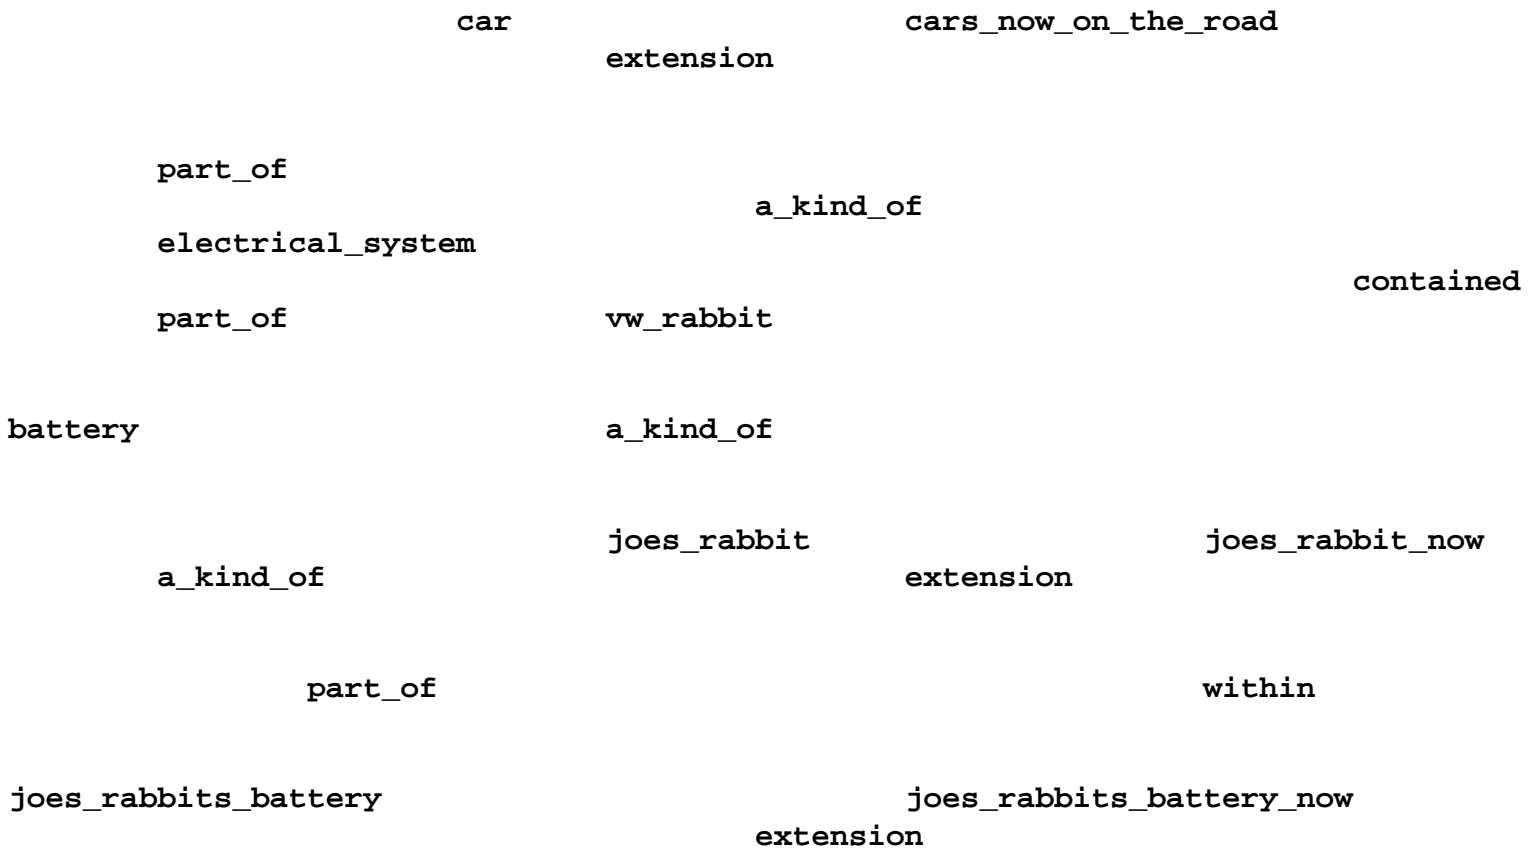 car cars_now_on_the_road
extension
part_of
a_kind_of
electrical_system
contained
part_of vw_rabbit
battery a_kind_of
joes_rabbit joes_rabbit_now
a_kind_of extension
part_of within
joes_rabbits_battery joes_rabbits_battery_now
extension